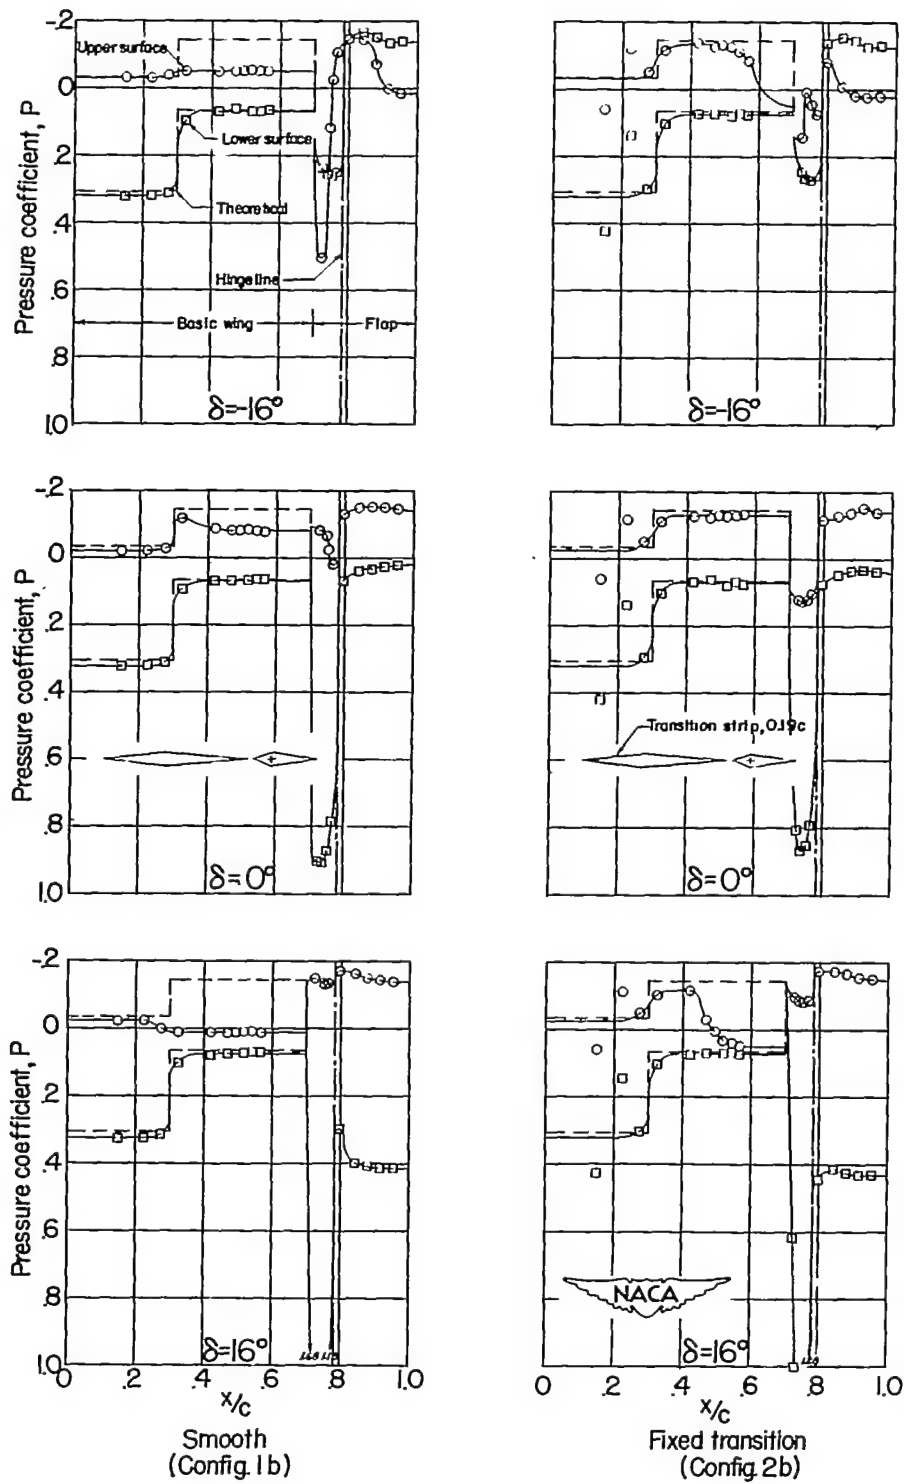 -.2
0
.2
.4
.6
.8
1.0
Pressure coefficient, P
Upper surface
Lower surface
Theoretical
Hinge line
Basic wing
Flap
δ=-16°
δ=-16°
-.2
0
.2
.4
.6
.8
1.0
Pressure coefficient, P
δ=0°
Transition strip, 0.19c
δ=0°
-.2
0
.2
.4
.6
.8
1.0
Pressure coefficient, P
δ=16°
NACA
δ=16°
0 .2 .4 .6 .8 1.0
x/c
0 .2 .4 .6 .8 1.0
x/c
Smooth
(Config. 1b)
Fixed transition
(Config. 2b)